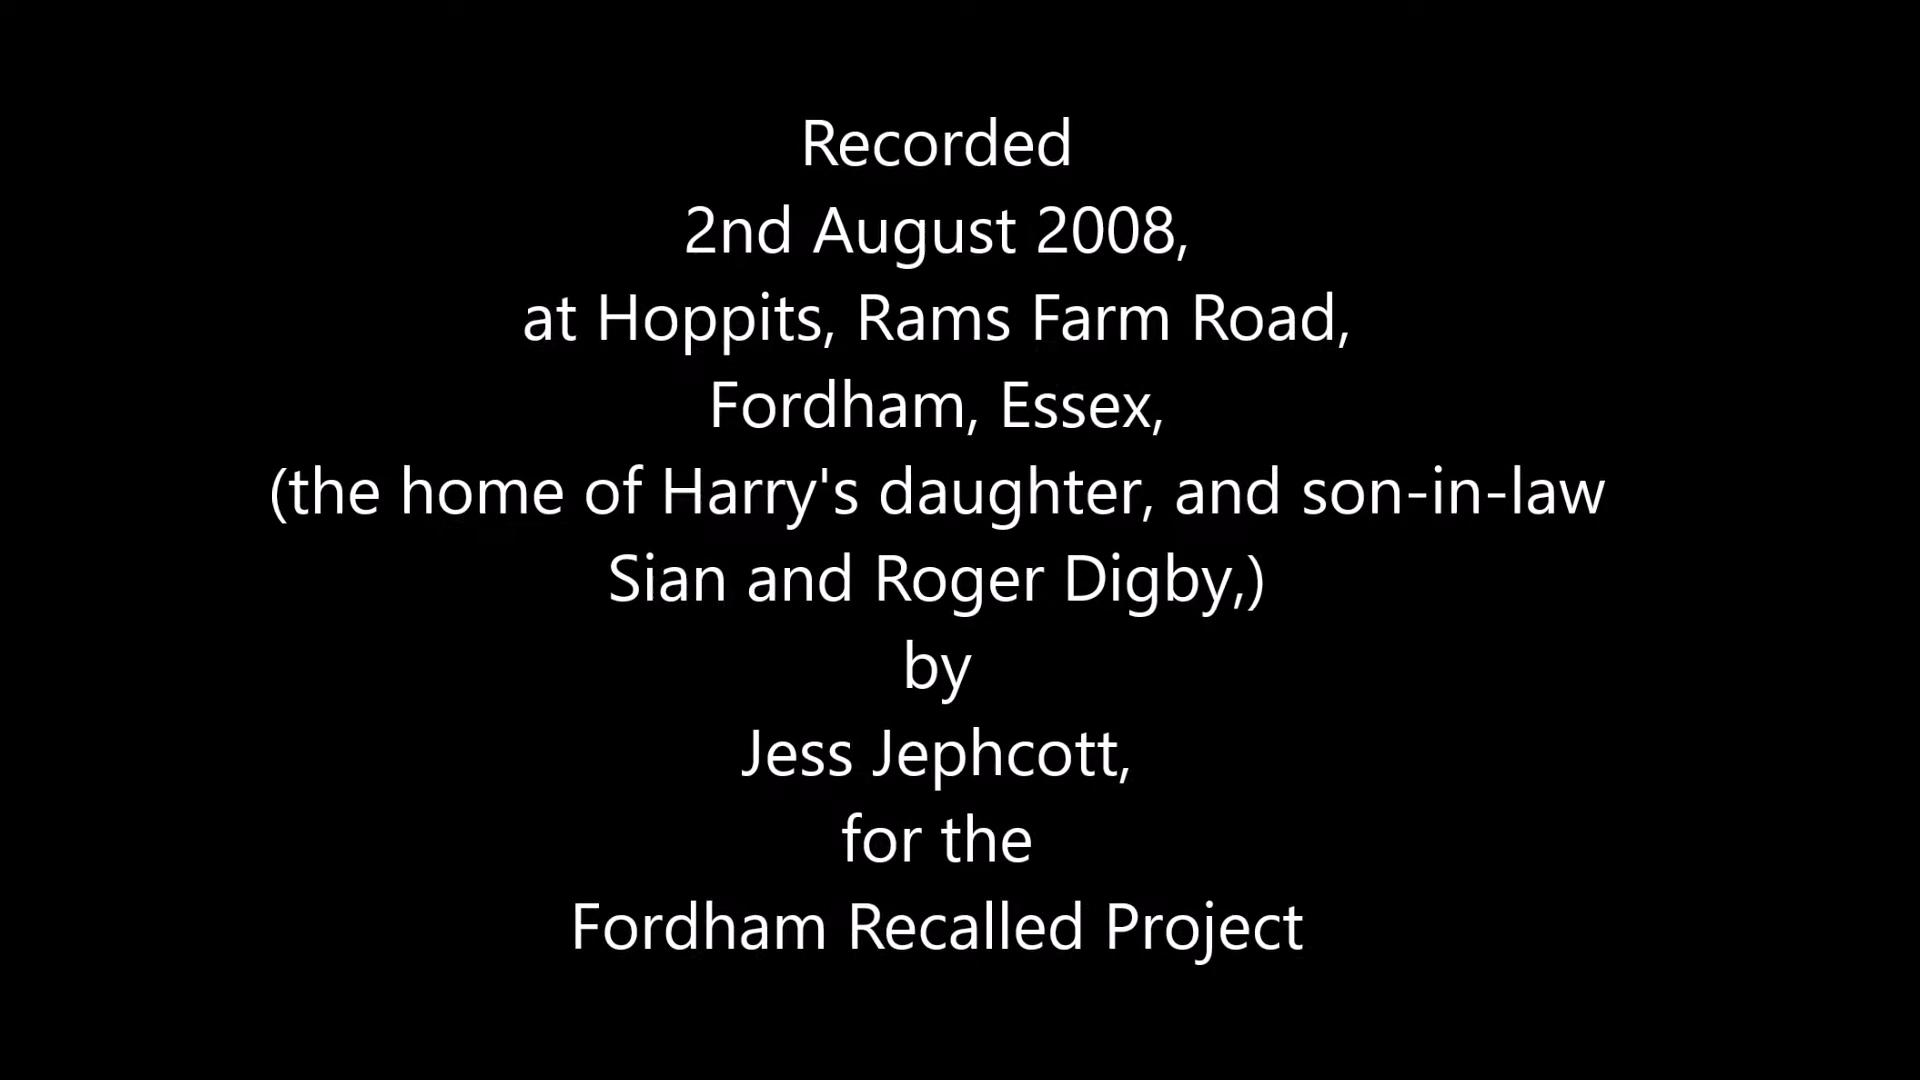 Recorded
2nd August 2008,
at Hoppits, Rams Farm Road,
Fordham, Essex,
(the home of Harry's daughter, and son-in-law
Sian and Roger Digby,)
by
Jess Jephcott,
for the
Fordham Recalled Project